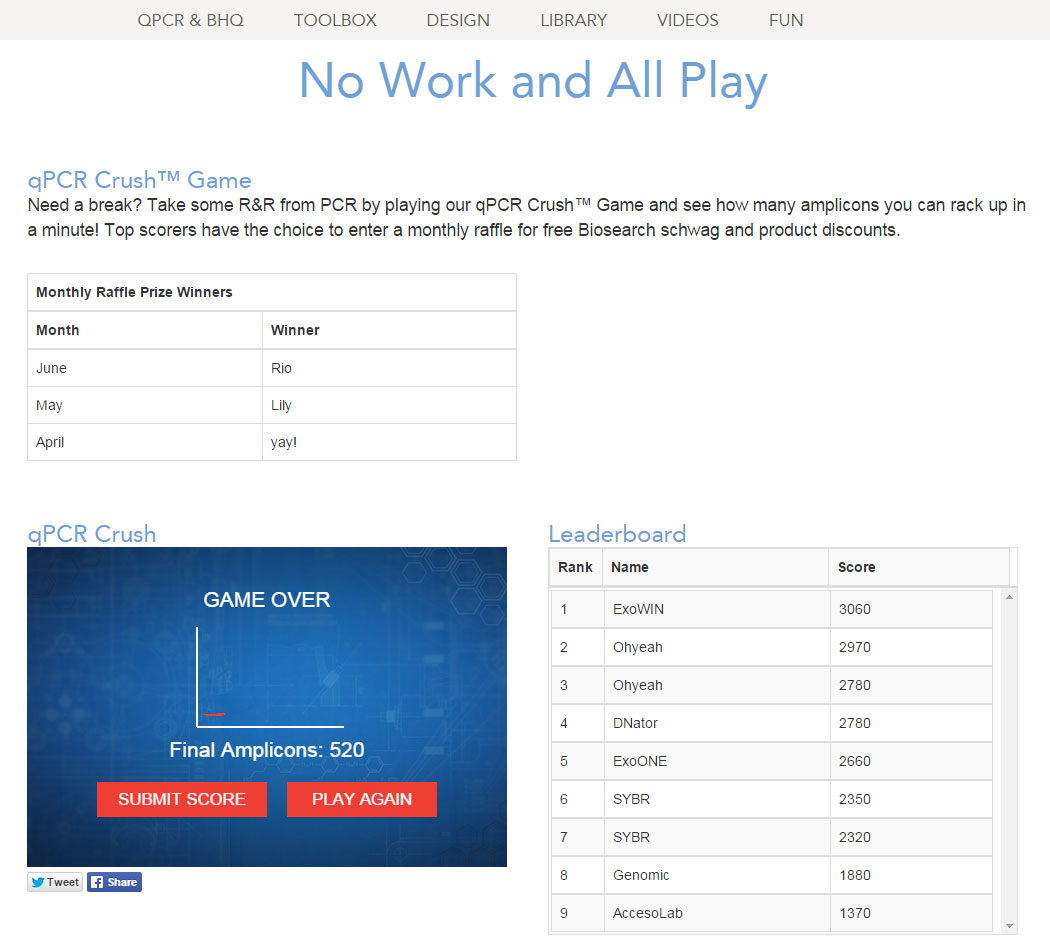 QPCR & BHQ TOOLBOX DESIGN LIBRARY VIDEOS FUN
No Work and All Play
qPCR Crush™ Game
Need a break? Take some R&R from PCR by playing our qPCR Crush™ Game and see how many amplicons you can rack up in
a minute! Top scorers have the choice to enter a monthly raffle for free Biosearch schwag and product discounts.
Monthly Raffle Prize Winners
Month Winner
June Rio
May Lily
April yay!
qPCR Crush
GAME OVER
Final Amplicons: 520
SUBMIT SCORE PLAY AGAIN
Tweet Share
Leaderboard
Rank Name Score
1 ExoWIN 3060
2 Ohyeah 2970
3 Ohyeah 2780
4 DNator 2780
5 ExoONE 2660
6 SYBR 2350
7 SYBR 2320
8 Genomic 1880
9 AccesoLab 1370